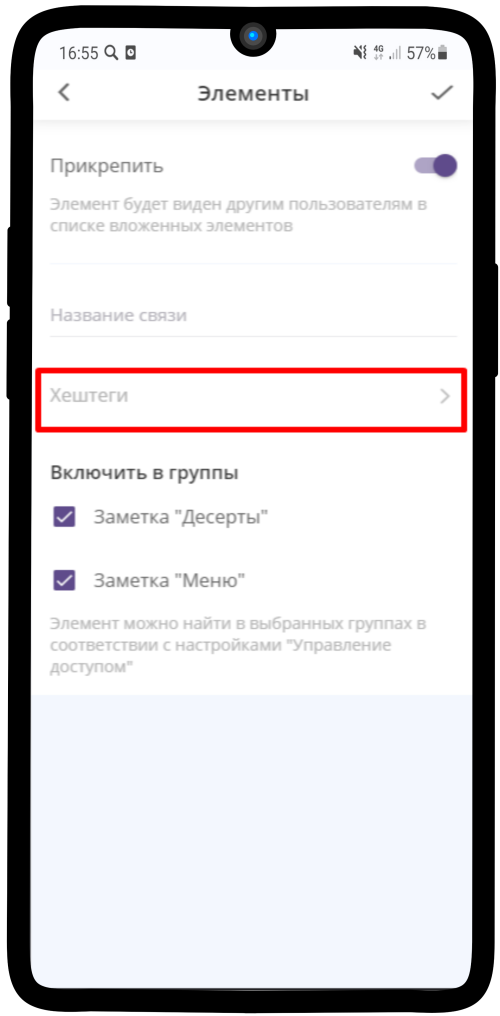 16:55
4G
57%
Элементы
Прикрепить
Элемент будет виден другим пользователям в
списке вложенных элементов
Название связи
Хештеги
Включить в группы
Заметка "Десерты"
Заметка "Меню"
Элемент можно найти в выбранных группах в
соответствии с настройками "Управление
доступом"